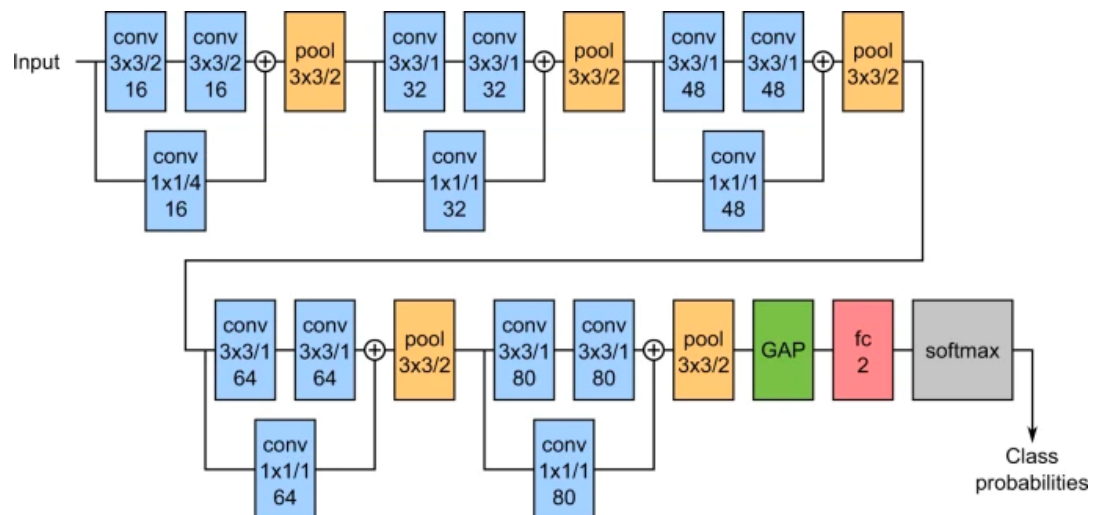 Input
conv
3x3/2
16
conv
3x3/2
16
pool
3x3/2
conv
3x3/1
32
conv
3x3/1
32
pool
3x3/2
conv
3x3/1
48
conv
3x3/1
48
pool
3x3/2
conv
1x1/4
16
conv
1x1/1
32
conv
1x1/1
48
conv
3x3/1
64
conv
3x3/1
64
pool
3x3/2
conv
3x3/1
80
conv
3x3/1
80
pool
3x3/2
GAP
fc
2
softmax
conv
1x1/1
64
conv
1x1/1
80
Class
probabilities